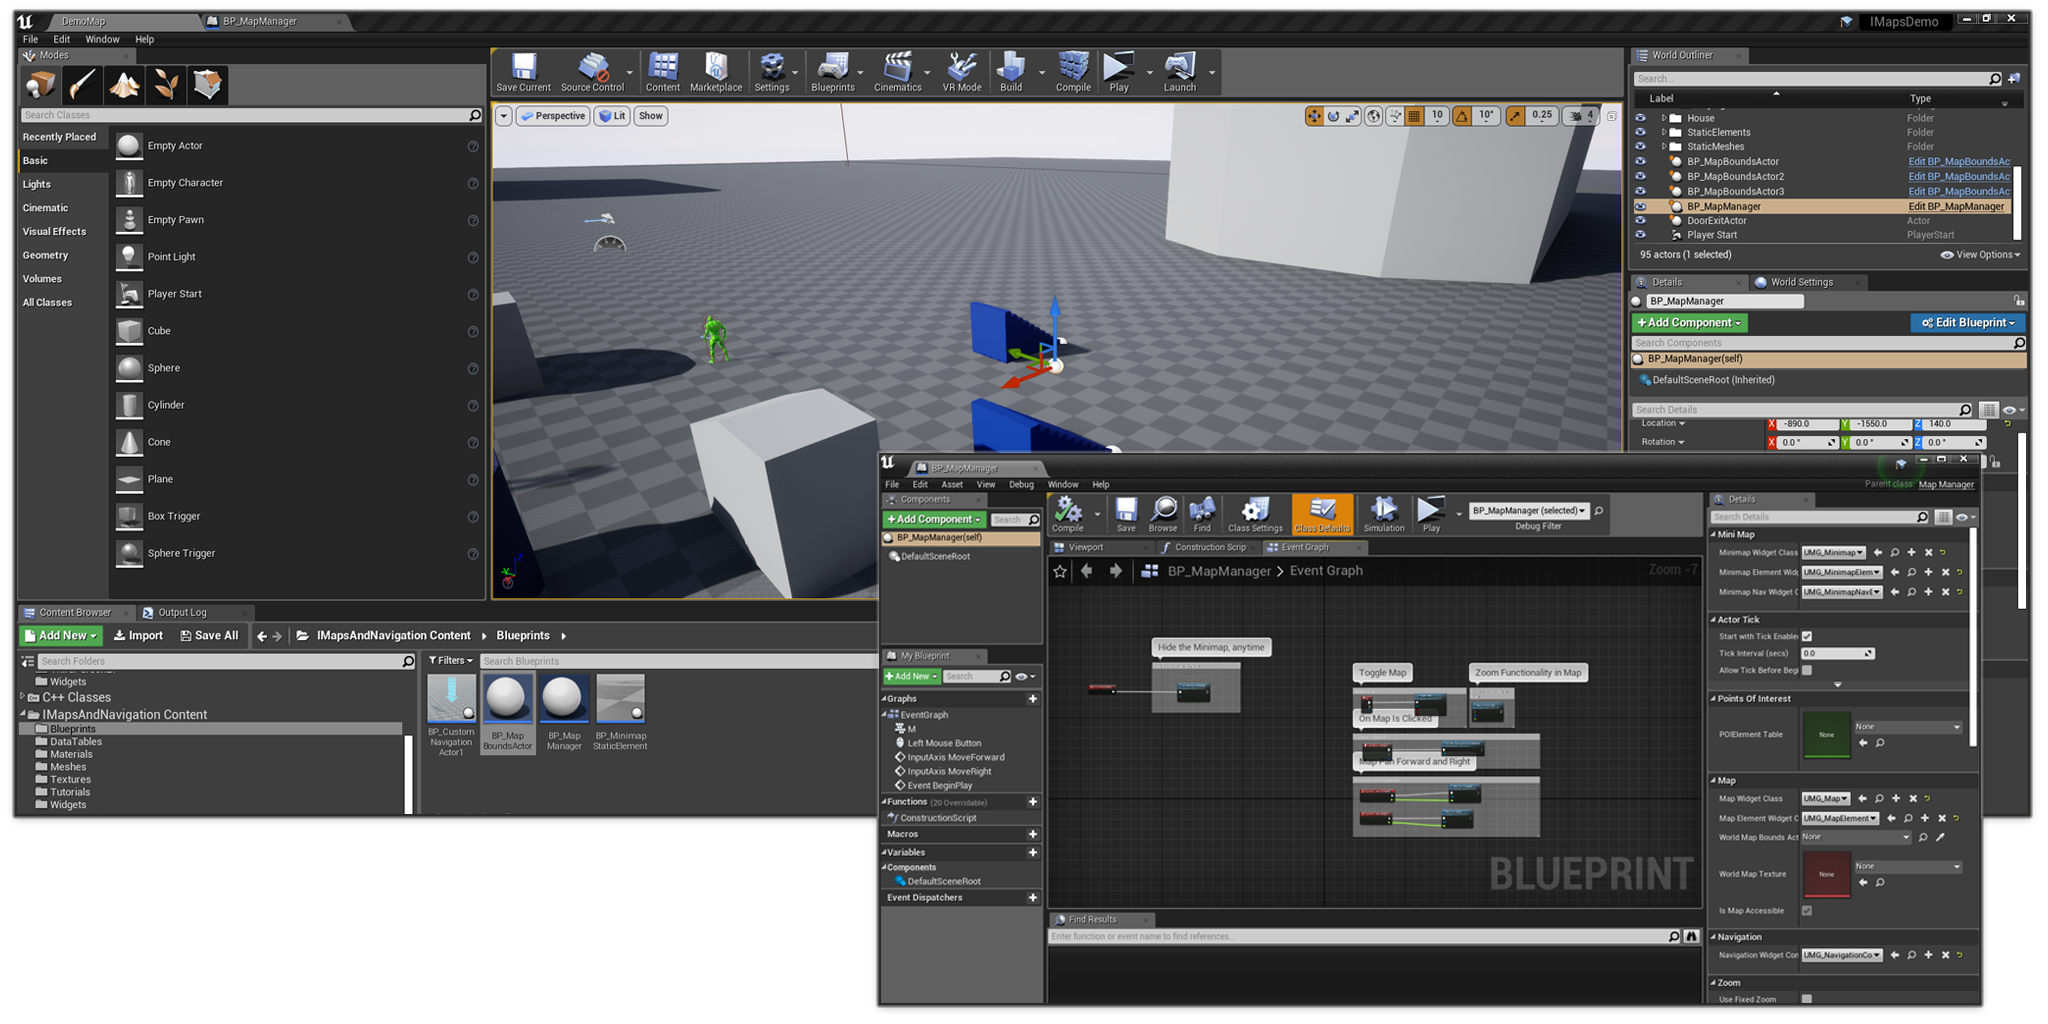 DemoMap
BP_MapManager
IMapsDemo
File Edit Window Help
Modes
Search Classes
Recently Placed
Basic
Lights
Cinematic
Visual Effects
Geometry
Volumes
All Classes
Empty Actor
Empty Character
Empty Pawn
Point Light
Player Start
Cube
Sphere
Cylinder
Cone
Plane
Box Trigger
Sphere Trigger
Save Current Source Control Content Marketplace Settings Blueprints Cinematics VR Mode Build Compile Play Launch
Perspective Lit Show
10 10° 0.25 4
World Outliner
Search...
Label Type
House Folder
StaticElements Folder
StaticMeshes Folder
BP_MapBoundsActor Edit BP_MapBoundsAc
BP_MapBoundsActor2 Edit BP_MapBoundsAc
BP_MapBoundsActor3 Edit BP_MapBoundsAc
BP_MapManager Edit BP_MapManager
DoorExitActor Actor
Player Start PlayerStart
95 actors (1 selected) View Options
Details World Settings
BP_MapManager
+Add Component Edit Blueprint
Search Components
BP_MapManager(self)
DefaultSceneRoot (Inherited)
Search Details
Location X -890.0 Y -1550.0 Z 140.0
Rotation X 0.0 ° Y 0.0 ° Z 0.0 °
Content Browser Output Log
Add New Import Save All IMapsAndNavigation Content Blueprints
Search Folders
Widgets
C++ Classes
IMapsAndNavigation Content
Blueprints
DataTables
Materials
Meshes
Textures
Tutorials
Widgets
Filters Search Blueprints
BP_Custom Navigation Actor1
BP_Map BoundsActor
BP_Map Manager
BP_Minimap StaticElement
BP_MapManager
File Edit Asset View Debug Window Help
Parent class: Map Manager
Components
+Add Component Search
BP_MapManager(self)
DefaultSceneRoot
My Blueprint
+Add New Search
Graphs
EventGraph
M
Left Mouse Button
InputAxis MoveForward
InputAxis MoveRight
Event BeginPlay
Functions (20 Overridable)
ConstructionScript
Macros
Variables
Components
DefaultSceneRoot
Event Dispatchers
Compile Save Browse Find Class Settings Class Defaults Simulation Play
BP_MapManager (selected)
Debug Filter
Viewport Construction Scrip Event Graph
BP_MapManager > Event Graph
Zoom -7
Hide the Minimap, anytime
Toggle Map
Zoom Functionality in Map
On Map Is Clicked
Map Pan Forward and Right
BLUEPRINT
Find Results
Enter function or event name to find references...
Details
Search Details
Mini Map
Minimap Widget Class UMG_Minimap
Minimap Element Widg UMG_MinimapElem
Minimap Nav Widget C UMG_MinimapNavE
Actor Tick
Start with Tick Enable
Tick Interval (secs) 0.0
Allow Tick Before Begi
Points Of Interest
POIElement Table None None
Map
Map Widget Class UMG_Map
Map Element Widget C UMG_MapElement
World Map Bounds Act None
World Map Texture None None
Is Map Accessible
Navigation
Navigation Widget Con UMG_NavigationCo
Zoom
Use Fixed Zoom